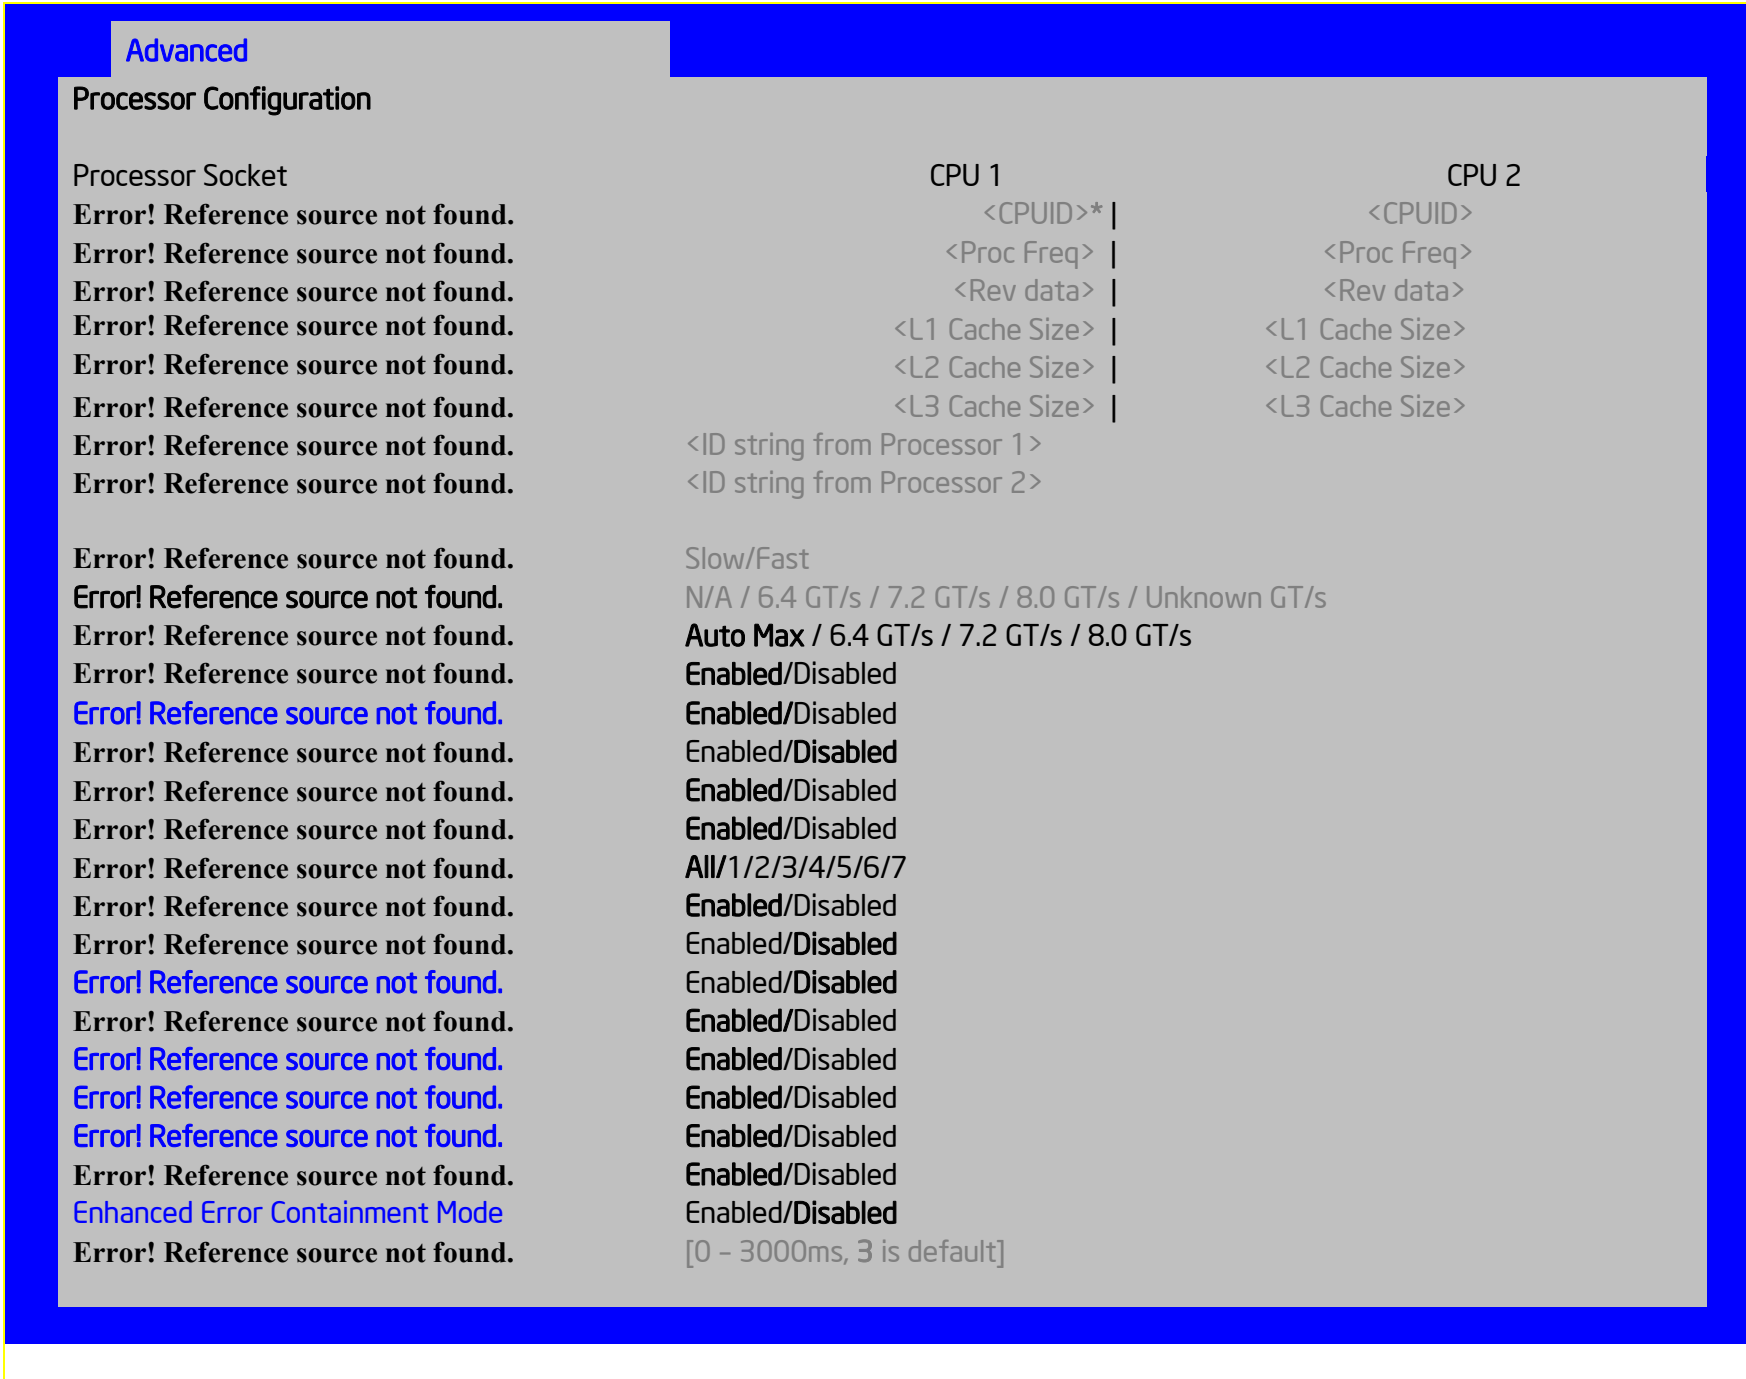 Advanced
Processor Configuration
Processor Socket CPU 1 CPU 2
Error! Reference source not found. <CPUID>* | <CPUID>
Error! Reference source not found. <Proc Freq> | <Proc Freq>
Error! Reference source not found. <Rev data> | <Rev data>
Error! Reference source not found. <L1 Cache Size> | <L1 Cache Size>
Error! Reference source not found. <L2 Cache Size> | <L2 Cache Size>
Error! Reference source not found. <L3 Cache Size> | <L3 Cache Size>
Error! Reference source not found. <ID string from Processor 1>
Error! Reference source not found. <ID string from Processor 2>
Error! Reference source not found. Slow/Fast
Error! Reference source not found. N/A / 6.4 GT/s / 7.2 GT/s / 8.0 GT/s / Unknown GT/s
Error! Reference source not found. Auto Max / 6.4 GT/s / 7.2 GT/s / 8.0 GT/s
Error! Reference source not found. Enabled/Disabled
Error! Reference source not found. Enabled/Disabled
Error! Reference source not found. Enabled/Disabled
Error! Reference source not found. Enabled/Disabled
Error! Reference source not found. Enabled/Disabled
Error! Reference source not found. All/1/2/3/4/5/6/7
Error! Reference source not found. Enabled/Disabled
Error! Reference source not found. Enabled/Disabled
Error! Reference source not found. Enabled/Disabled
Error! Reference source not found. Enabled/Disabled
Error! Reference source not found. Enabled/Disabled
Error! Reference source not found. Enabled/Disabled
Error! Reference source not found. Enabled/Disabled
Error! Reference source not found. Enabled/Disabled
Enhanced Error Containment Mode Enabled/Disabled
Error! Reference source not found. [0 – 3000ms, 3 is default]